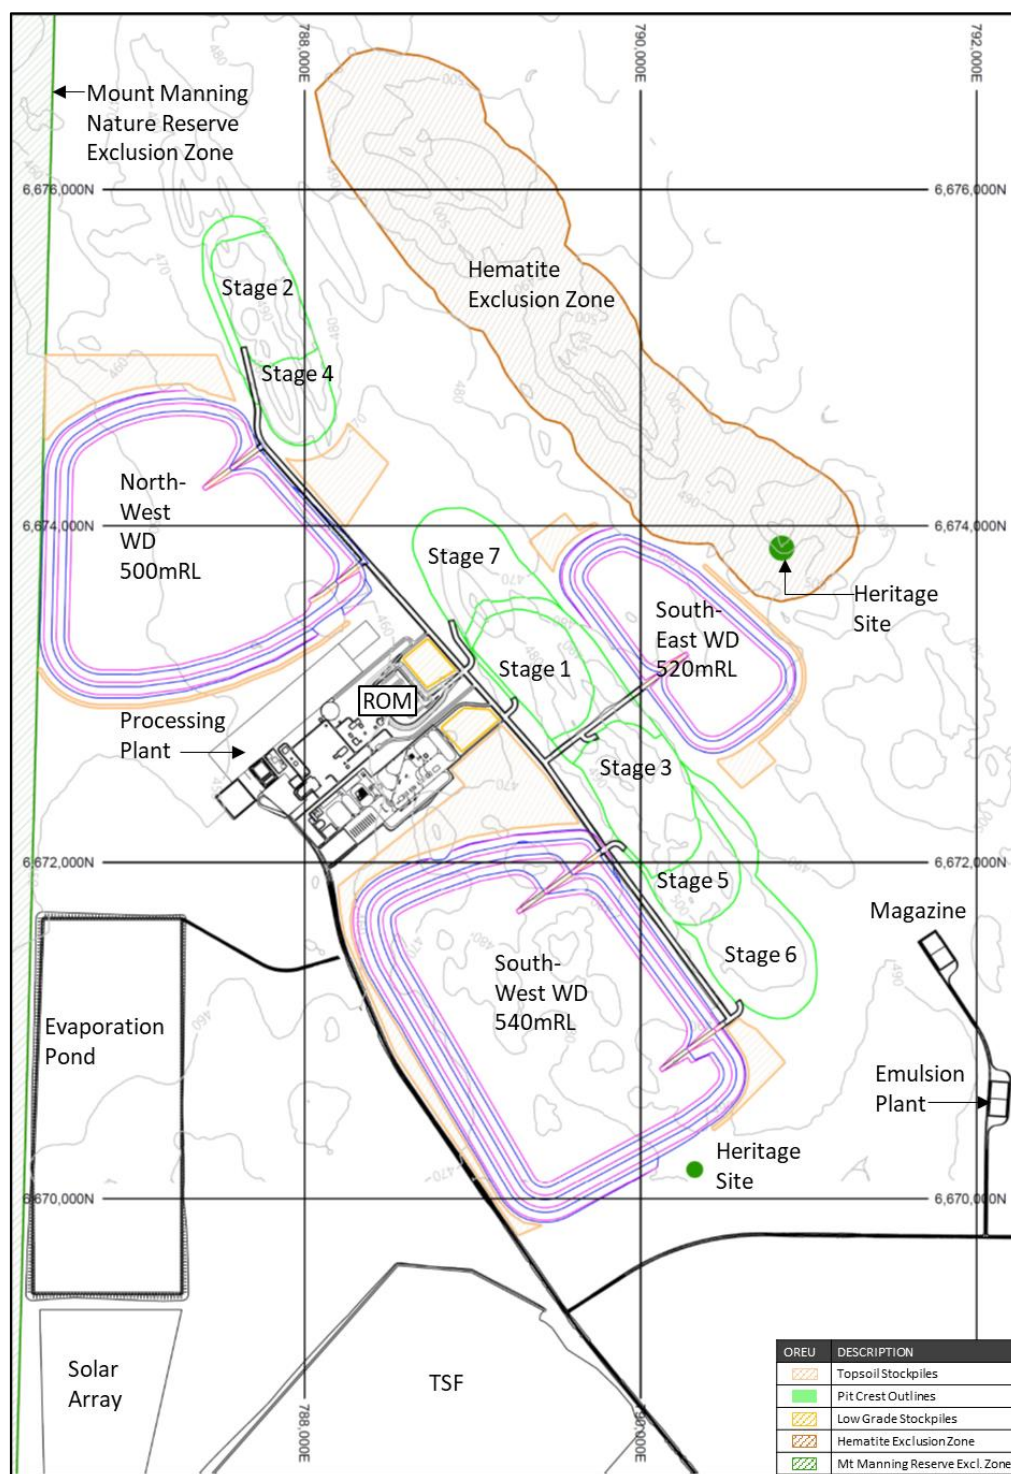 788,000E
790,000E
792,000E
Mount Manning
Nature Reserve
Exclusion Zone
6,676,000N
6,676,000N
Hematite
Exclusion Zone
Stage 2
Stage 4
North-
West
WD
500mRL
6,674,000N
6,674,000N
Stage 7
Heritage
Site
South-
East WD
520mRL
Stage 1
ROM
Processing
Plant
Stage 3
6,672,000N
6,672,000N
Stage 5
Magazine
Stage 6
South-
West WD
540mRL
Evaporation
Pond
Emulsion
Plant
Heritage
Site
6,670,000N
6,670,000N
Solar
Array
TSF
788,000E
790,000E
OREU DESCRIPTION
Topsoil Stockpiles
Pit Crest Outlines
Low Grade Stockpiles
Hematite Exclusion Zone
Mt Manning Reserve Excl. Zone